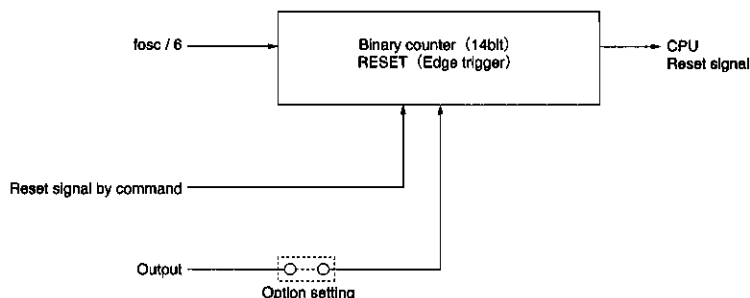 fosc / 6
Binary counter (14bit)
RESET (Edge trigger)
CPU
Reset signal
Reset signal by command
Output
Option setting